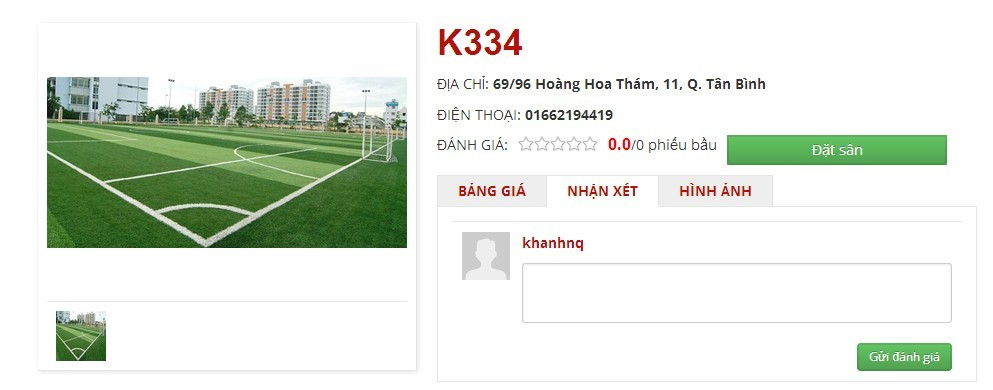 K334
ĐỊA CHỈ: 69/96 Hoàng Hoa Thám, 11, Q. Tân Bình
ĐIỆN THOẠI: 01662194419
ĐÁNH GIÁ: 0.0/0 phiếu bầu
Đặt sân
BẢNG GIÁ
NHẬN XÉT
HÌNH ẢNH
khanhnq
Gửi đánh giá